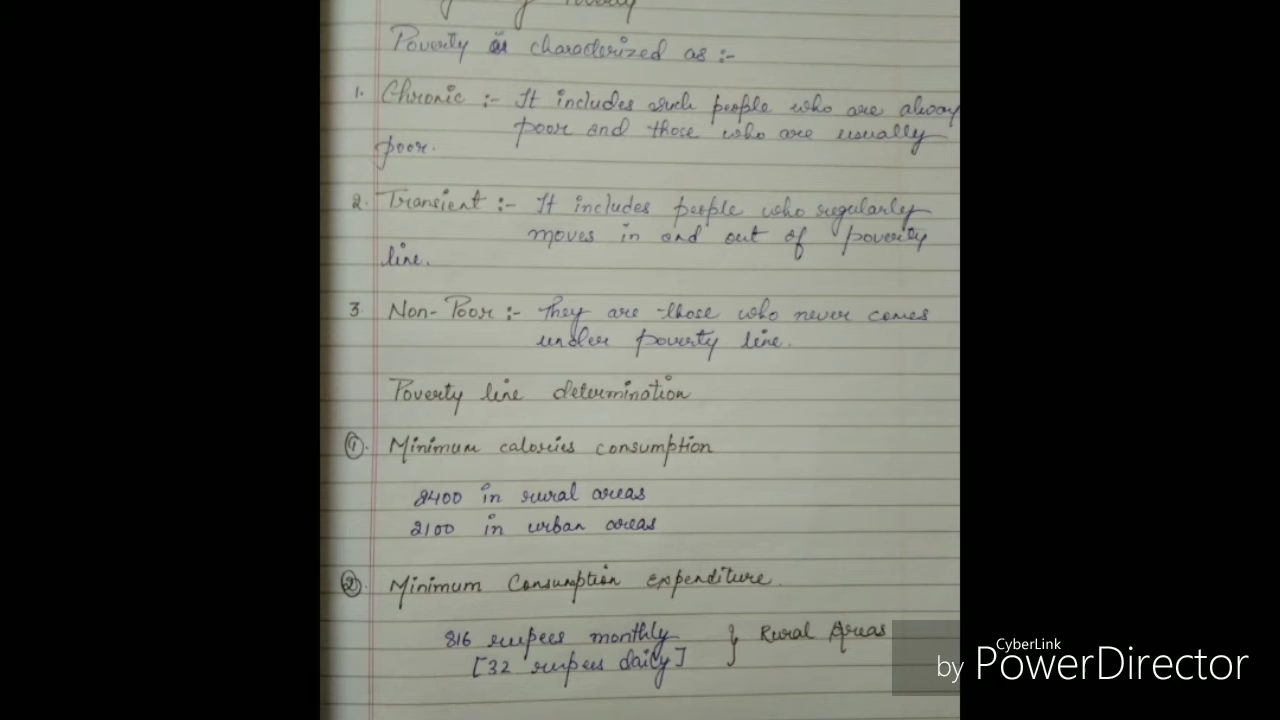 Poverty
Poverty is characterized as :-
1. Chronic :- It includes such people who are alway
poor and those who are usually
poor.
2. Transient :- It includes people who regularly
moves in and out of poverty
line.
3 Non-Poor :- They are those who never comes
under poverty line.
Poverty line determination
①. Minimum calories consumption
2400 in rural areas
2100 in urban areas
②. Minimum Consumption expenditure.
816 rupees monthly } Rural Areas
[32 rupees daily]
CyberLink
by PowerDirector